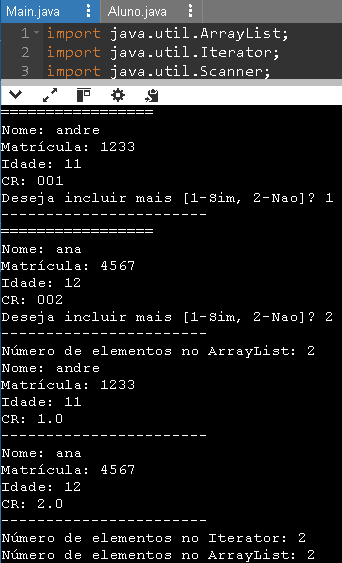 Main.java
Aluno.java
1 import java.util.ArrayList;
2 import java.util.Iterator;
3 import java.util.Scanner;
==================
Nome: andre
Matrícula: 1233
Idade: 11
CR: 001
Deseja incluir mais [1-Sim, 2-Nao]? 1
------------------------
==================
Nome: ana
Matrícula: 4567
Idade: 12
CR: 002
Deseja incluir mais [1-Sim, 2-Nao]? 2
------------------------
Número de elementos no ArrayList: 2
Nome: andre
Matrícula: 1233
Idade: 11
CR: 1.0
------------------------
Nome: ana
Matrícula: 4567
Idade: 12
CR: 2.0
------------------------
Número de elementos no Iterator: 2
Número de elementos no ArrayList: 2